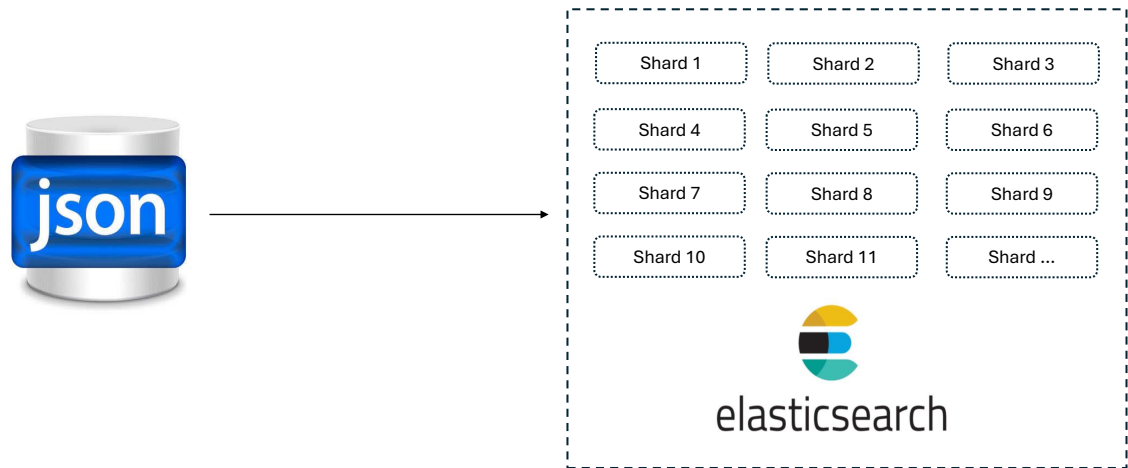 Shard 1
Shard 2
Shard 3
Shard 4
Shard 5
Shard 6
json
Shard 7
Shard 8
Shard 9
Shard 10
Shard 11
Shard ...
elasticsearch